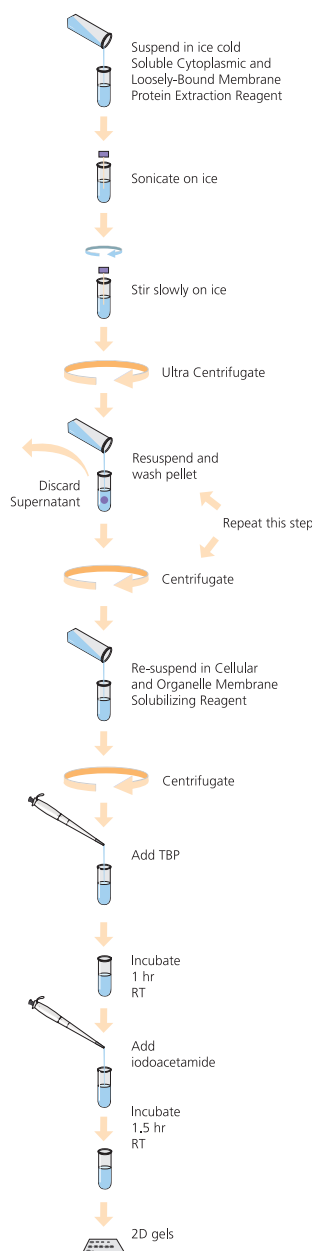 Suspend in ice cold
Soluble Cytoplasmic and
Loosely-Bound Membrane
Protein Extraction Reagent
Sonicate on ice
Stir slowly on ice
Ultra Centrifugate
Resuspend and
wash pellet
Discard
Supernatant
Repeat this step
Centrifugate
Re-suspend in Cellular
and Organelle Membrane
Solubilizing Reagent
Centrifugate
Add TBP
Incubate
1 hr
RT
Add
iodoacetamide
Incubate
1.5 hr
RT
2D gels